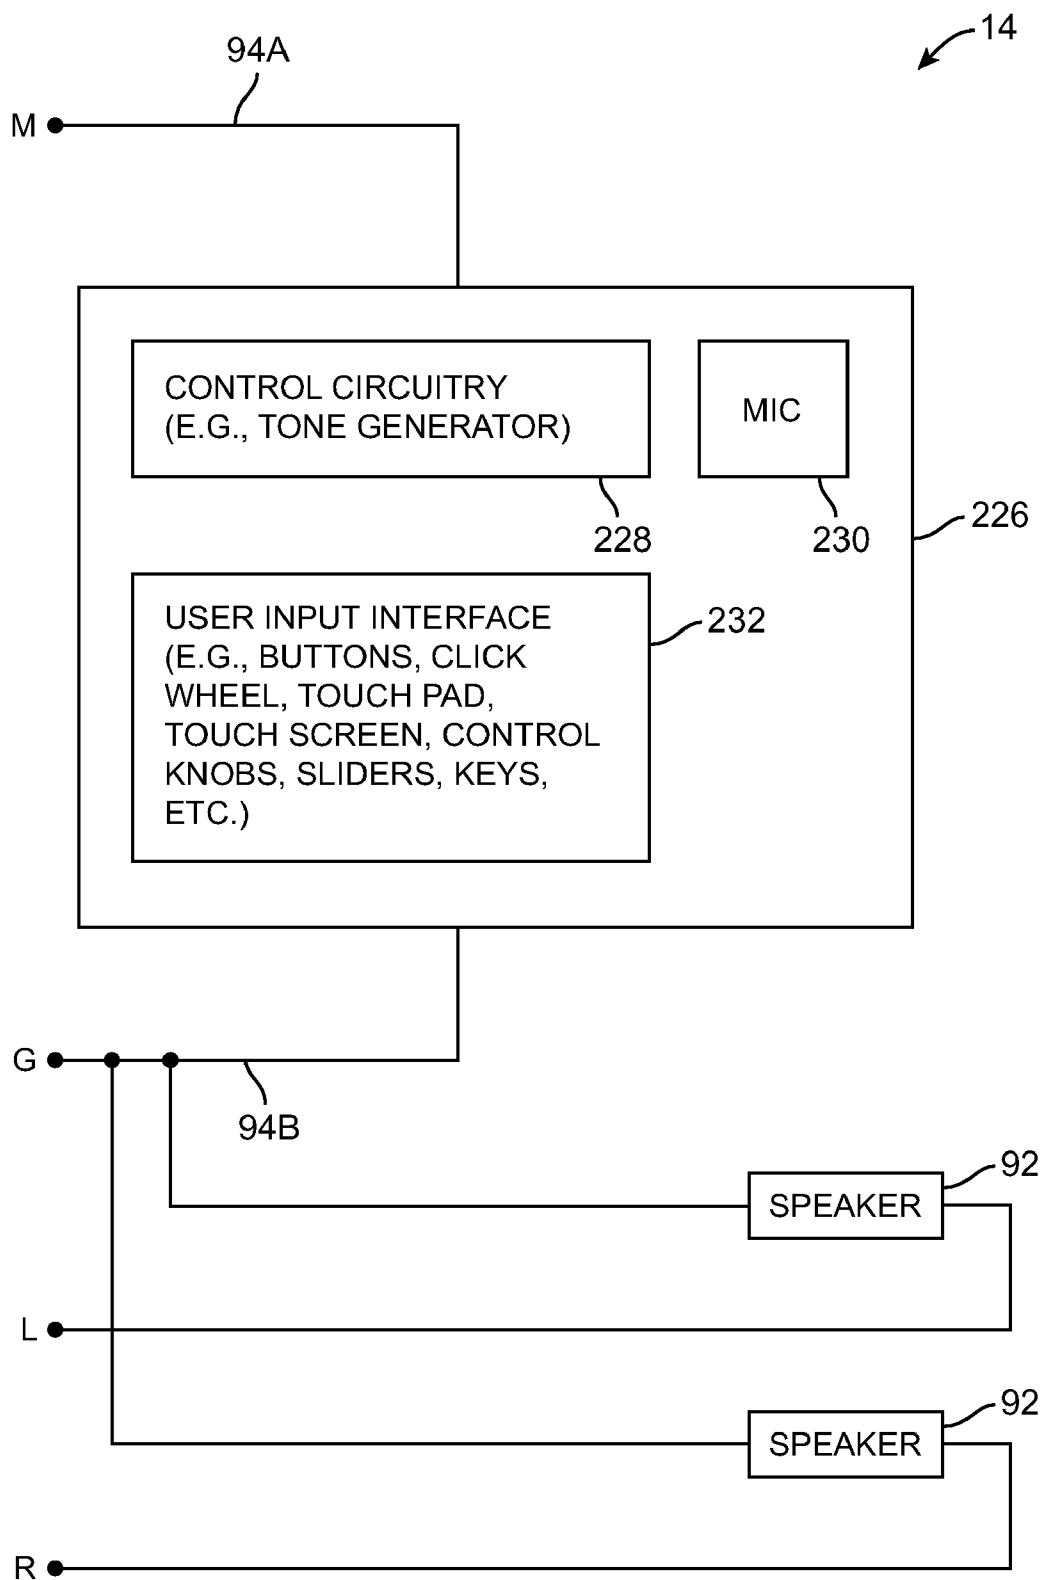 14
94A
M
CONTROL CIRCUITRY
(E.G., TONE GENERATOR)
MIC
228
230
226
USER INPUT INTERFACE
(E.G., BUTTONS, CLICK
WHEEL, TOUCH PAD,
TOUCH SCREEN, CONTROL
KNOBS, SLIDERS, KEYS,
ETC.)
232
G
94B
92
SPEAKER
L
92
SPEAKER
R